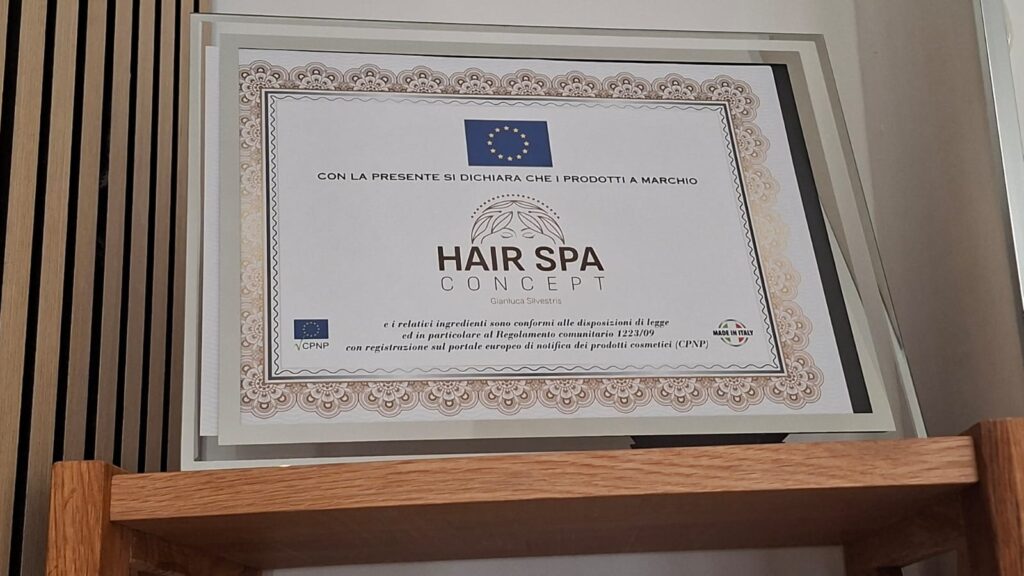 CON LA PRESENTE SI DICHIARA CHE I PRODOTTI A MARCHIO
HAIR SPA
CONCEPT
Gianluca Silvestris
e i relativi ingredienti sono conformi alle disposizioni di legge
ed in particolare al Regolamento comunitario 1223/09
con registrazione sul portale europeo di notifica dei prodotti cosmetici (CPNP)
√CPNP
MADE IN ITALY